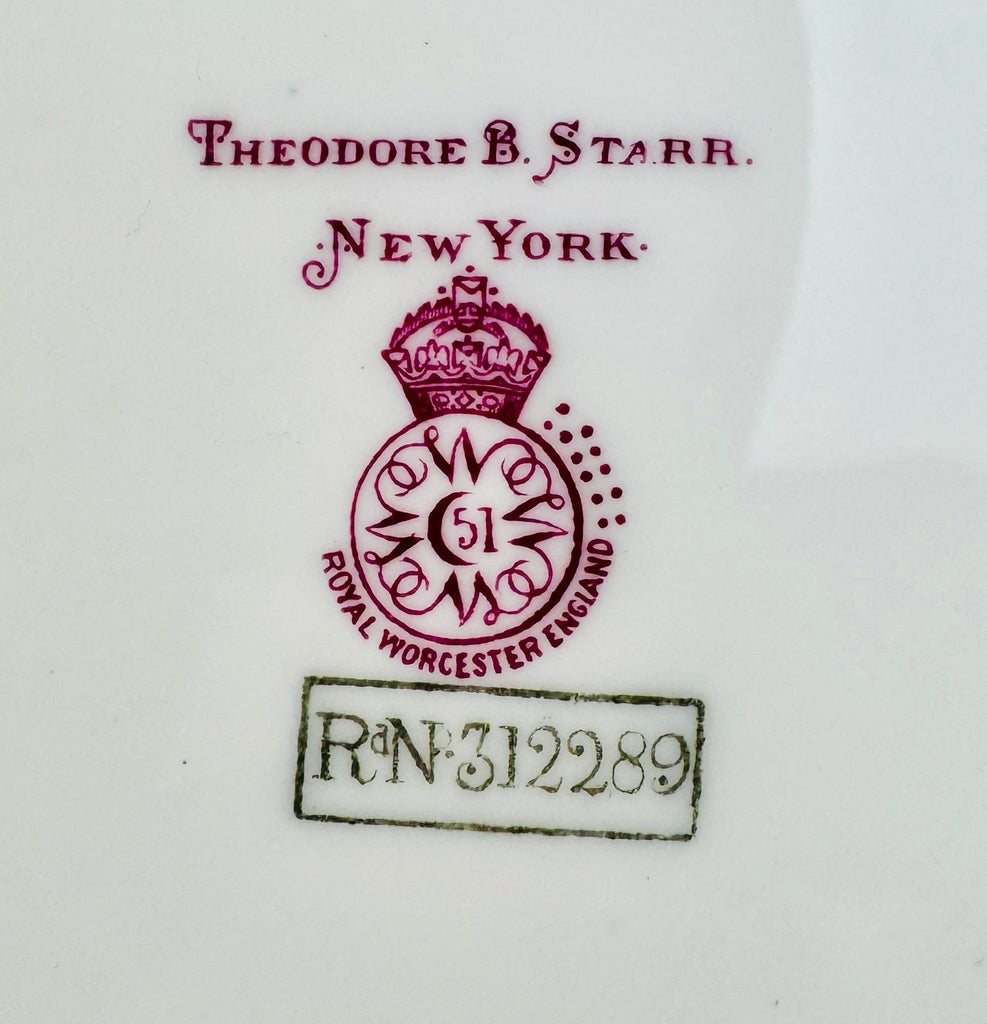 THEODORE B. STARR.
·NEW YORK·
51
ROYAL WORCESTER ENGLAND
RdNo.312289